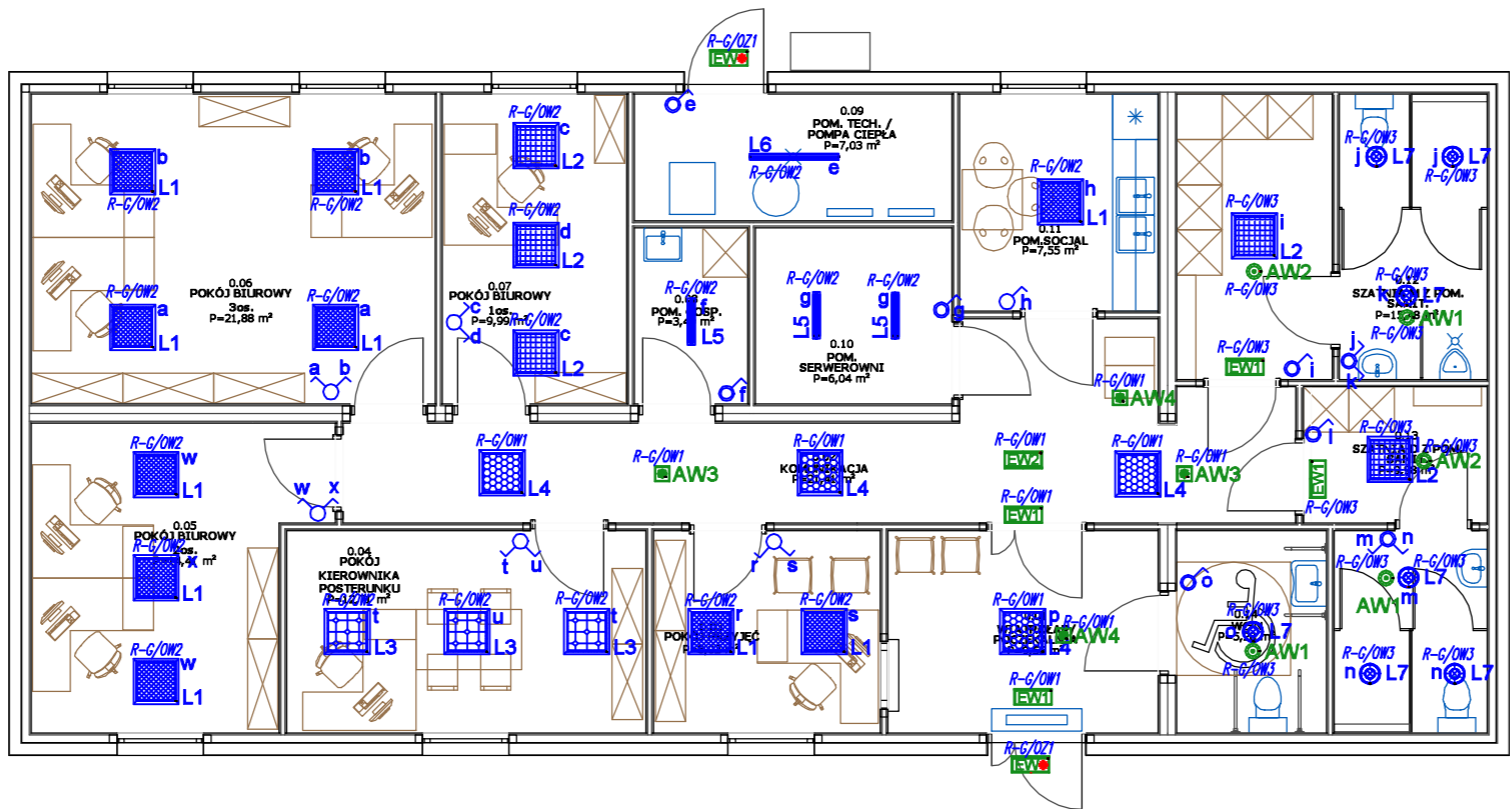 R-G/OZ1
e
0.09
POM. TECH. /
POMPA CIEPŁA
P=7,03 m²
L6
e
R-G/OW2
R-G/OW2
c
L2
R-G/OW2
d
L2
R-G/OW2
c
L2
0.07
POKÓJ BIUROWY
1os.
P=9,99 m²
c
d
b
L1
R-G/OW2
b
L1
R-G/OW2
0.06
POKÓJ BIUROWY
3os.
P=21,88 m²
R-G/OW2
a
L1
R-G/OW2
a
L1
a b
R-G/OW2
f
L5
f
R-G/OW2
g
L5
R-G/OW2
g
L5
g
0.10
POM.
SERWEROWNI
P=6,04 m²
R-G/OW2
h
L1
0.11
POM.SOCJAL
P=7,55 m²
h
R-G/OW3
i
L2
AW2
R-G/OW3
R-G/OW3
EW1
i
R-G/OW3
j
L7
j
L7
R-G/OW3
R-G/OW3
L7
AW1
R-G/OW3
j
k
R-G/OW1
AW4
R-G/OW2
w
L1
w x
0.05
POKÓJ BIUROWY
R-G/OW2
x
L1
R-G/OW2
w
L1
R-G/OW1
L4
R-G/OW1
AW3
R-G/OW1
KOMUNIKACJA
L4
R-G/OW1
EW2
R-G/OW1
EW1
R-G/OW1
L4
R-G/OW1
AW3
l
EW1
R-G/OW3
R-G/OW3
L2
R-G/OW3
AW2
0.04
POKÓJ
KIEROWNIKA
POSTERUNKU
t
L3
R-G/OW2
u
L3
R-G/OW2
t
L3
t u
r s
R-G/OW2
r
L1
R-G/OW2
s
L1
R-G/OW1
p
L4
AW4
R-G/OW1
EW1
R-G/OZ1
o
R-G/OW3
L7
AW1
R-G/OW3
m n
R-G/OW3
AW1
R-G/OW3
L7
m
R-G/OW3
n
L7
R-G/OW3
n
L7